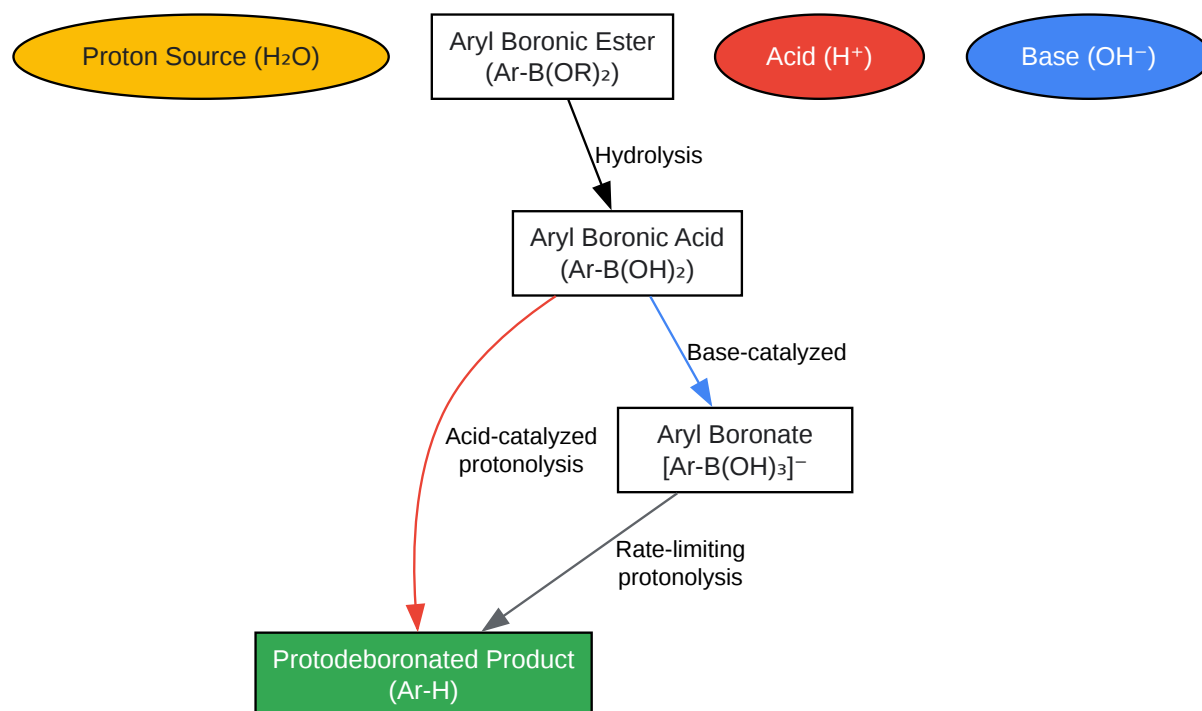 Proton Source (H₂O)
Aryl Boronic Ester
(Ar-B(OR)₂)
Acid (H⁺)
Base (OH⁻)
Hydrolysis
Aryl Boronic Acid
(Ar-B(OH)₂)
Base-catalyzed
Acid-catalyzed
protonolysis
Aryl Boronate
[Ar-B(OH)₃]⁻
Rate-limiting
protonolysis
Protodeboronated Product
(Ar-H)